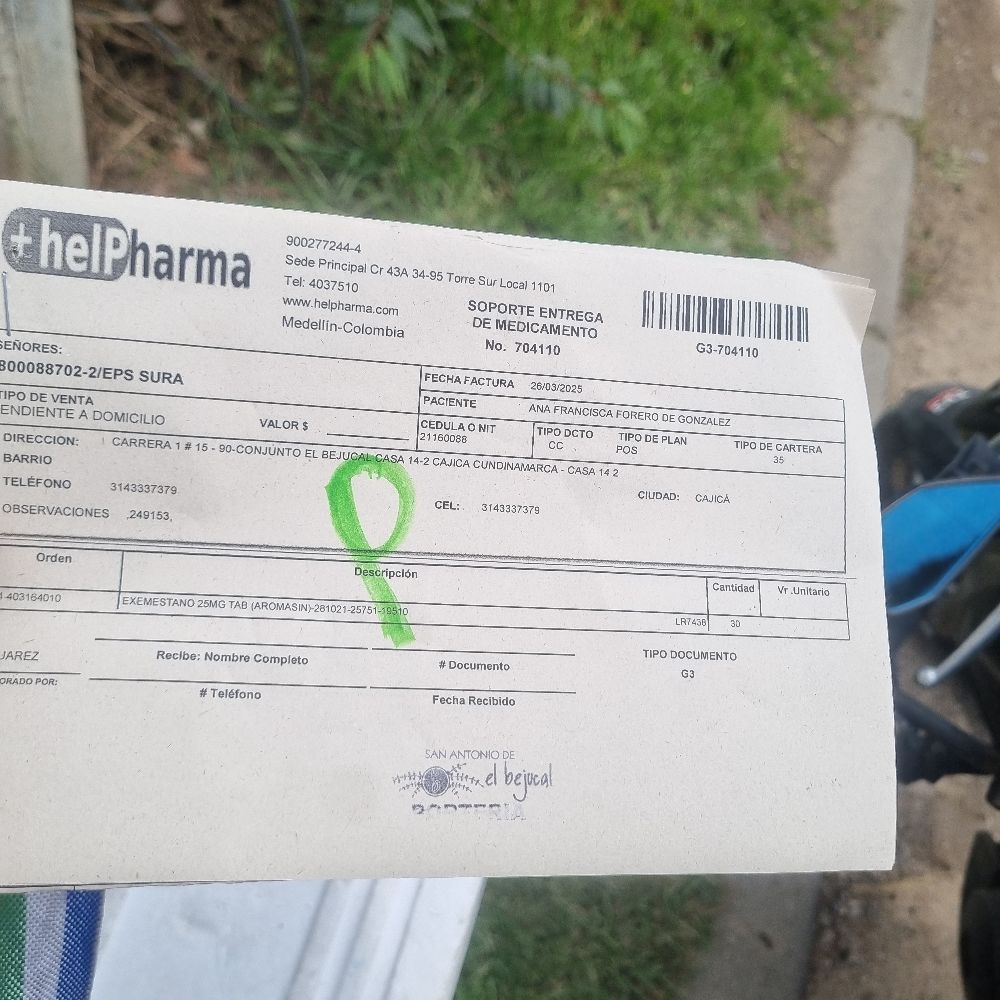 +helPharma
900277244-4
Sede Principal Cr 43A 34-95 Torre Sur Local 1101
Tel: 4037510
www.helpharma.com
Medellín-Colombia
SOPORTE ENTREGA
DE MEDICAMENTO
No. 704110
G3-704110
SEÑORES:
800088702-2/EPS SURA
TIPO DE VENTA
ENDIENTE A DOMICILIO
VALOR $
FECHA FACTURA 26/03/2025
PACIENTE ANA FRANCISCA FORERO DE GONZALEZ
CEDULA O NIT
21160088
TIPO DCTO
CC
TIPO DE PLAN
POS
TIPO DE CARTERA
35
DIRECCION: CARRERA 1 # 15 - 90-CONJUNTO EL BEJUCAL CASA 14-2 CAJICA CUNDINAMARCA - CASA 14 2
BARRIO
TELÉFONO 3143337379
CEL: 3143337379
CIUDAD: CAJICÁ
OBSERVACIONES ,249153,
Orden Descripción Cantidad Vr .Unitario
403164010 EXEMESTANO 25MG TAB (AROMASIN)-281021-25751-19510 LR7436 30
UAREZ
ORADO POR:
Recibe: Nombre Completo
# Documento
TIPO DOCUMENTO
G3
# Teléfono
Fecha Recibido
SAN ANTONIO DE
el bejucal
PORTERIA